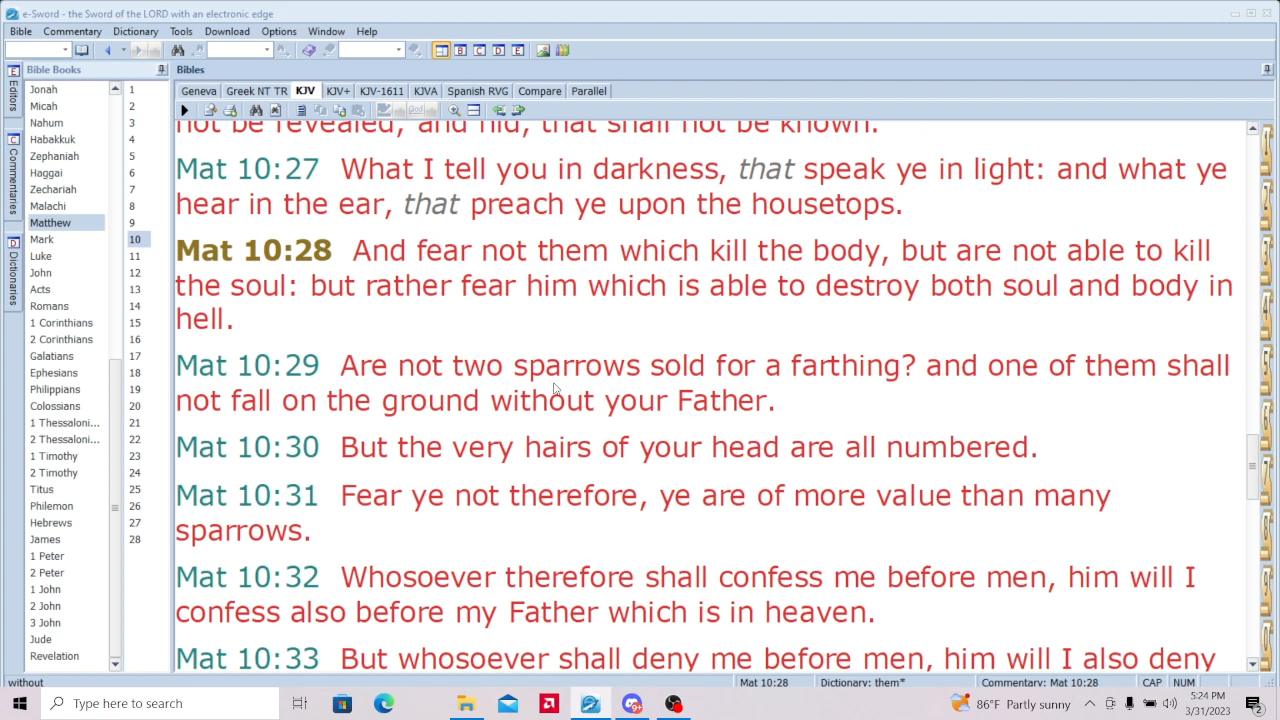 e-Sword - the Sword of the LORD with an electronic edge
Bible Commentary Dictionary Tools Download Options Window Help
B C D E
Bible Books
Bibles
Editors
Commentaries
Dictionaries
Geneva Greek NT TR KJV KJV+ KJV-1611 KJVA Spanish RVG Compare Parallel
Jonah 1
Micah 2
Nahum 3
Habakkuk 4
Zephaniah 5
Haggai 6
Zechariah 7
Malachi 8
Matthew 9
Mark 10
Luke 11
John 12
Acts 13
Romans 14
1 Corinthians 15
2 Corinthians 16
Galatians 17
Ephesians 18
Philippians 19
Colossians 20
1 Thessaloni... 21
2 Thessaloni... 22
1 Timothy 23
2 Timothy 24
Titus 25
Philemon 26
Hebrews 27
James 28
1 Peter
2 Peter
1 John
2 John
3 John
Jude
Revelation
not be revealed; and hid, that shall not be known.
Mat 10:27 What I tell you in darkness, that speak ye in light: and what ye
hear in the ear, that preach ye upon the housetops.
Mat 10:28 And fear not them which kill the body, but are not able to kill
the soul: but rather fear him which is able to destroy both soul and body in
hell.
Mat 10:29 Are not two sparrows sold for a farthing? and one of them shall
not fall on the ground without your Father.
Mat 10:30 But the very hairs of your head are all numbered.
Mat 10:31 Fear ye not therefore, ye are of more value than many
sparrows.
Mat 10:32 Whosoever therefore shall confess me before men, him will I
confess also before my Father which is in heaven.
Mat 10:33 But whosoever shall deny me before men, him will I also deny
without Mat 10:28 Dictionary: them* Commentary: Mat 10:28 CAP NUM
Type here to search
86°F Partly sunny
5:24 PM
3/31/2023